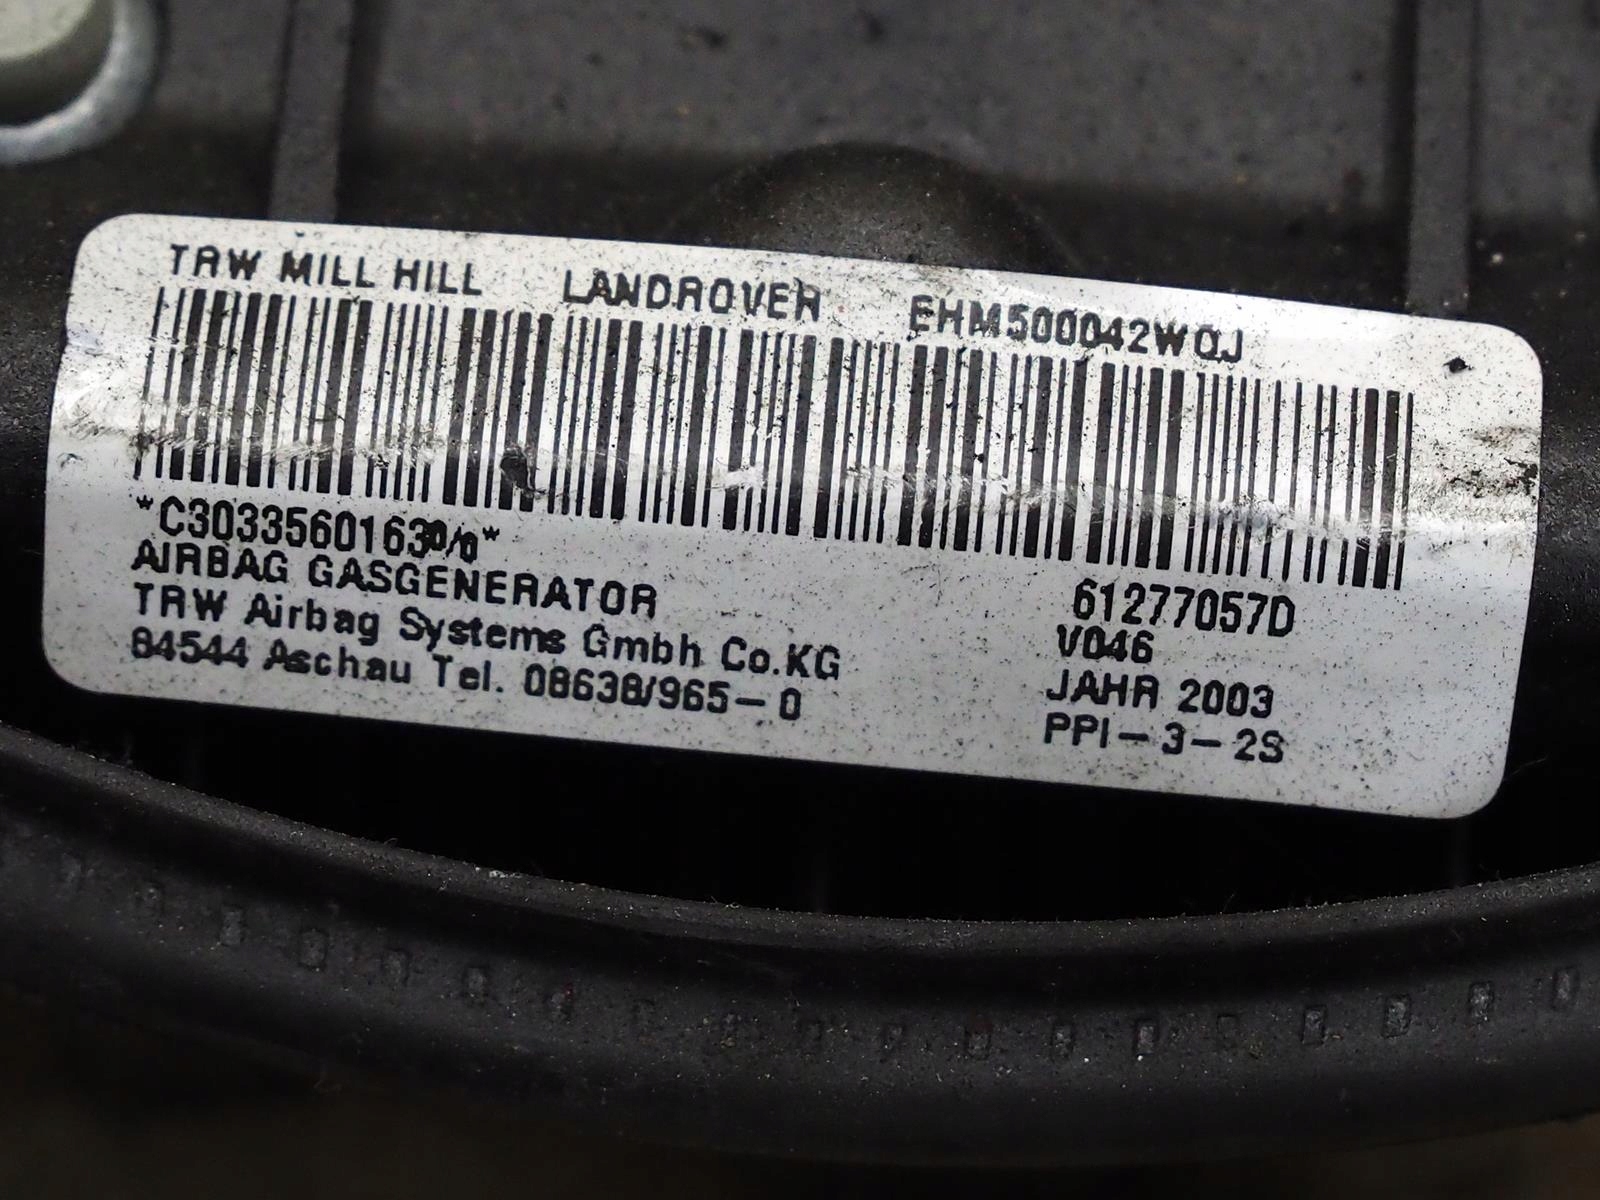 TRW MILL HILL LANDROVER EHM500042WQJ
*C30335601630/0*
AIRBAG GASGENERATOR 61277057D
TRW Airbag Systems Gmbh Co.KG V046
84544 Aschau Tel. 08638/965-0 JAHR 2003
PPI-3-2S